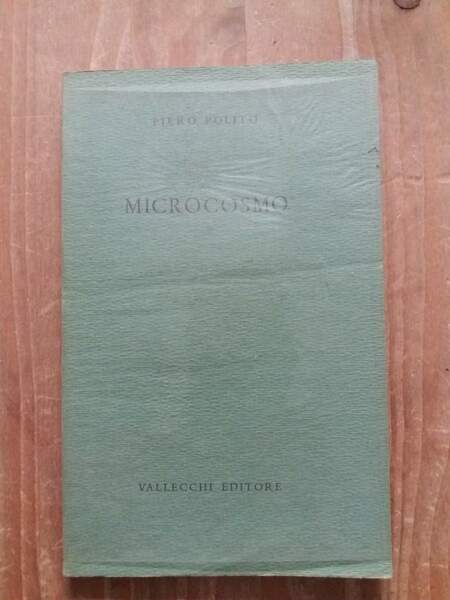 PIERO POLITO
MICROCOSMO
VALLECCHI EDITORE